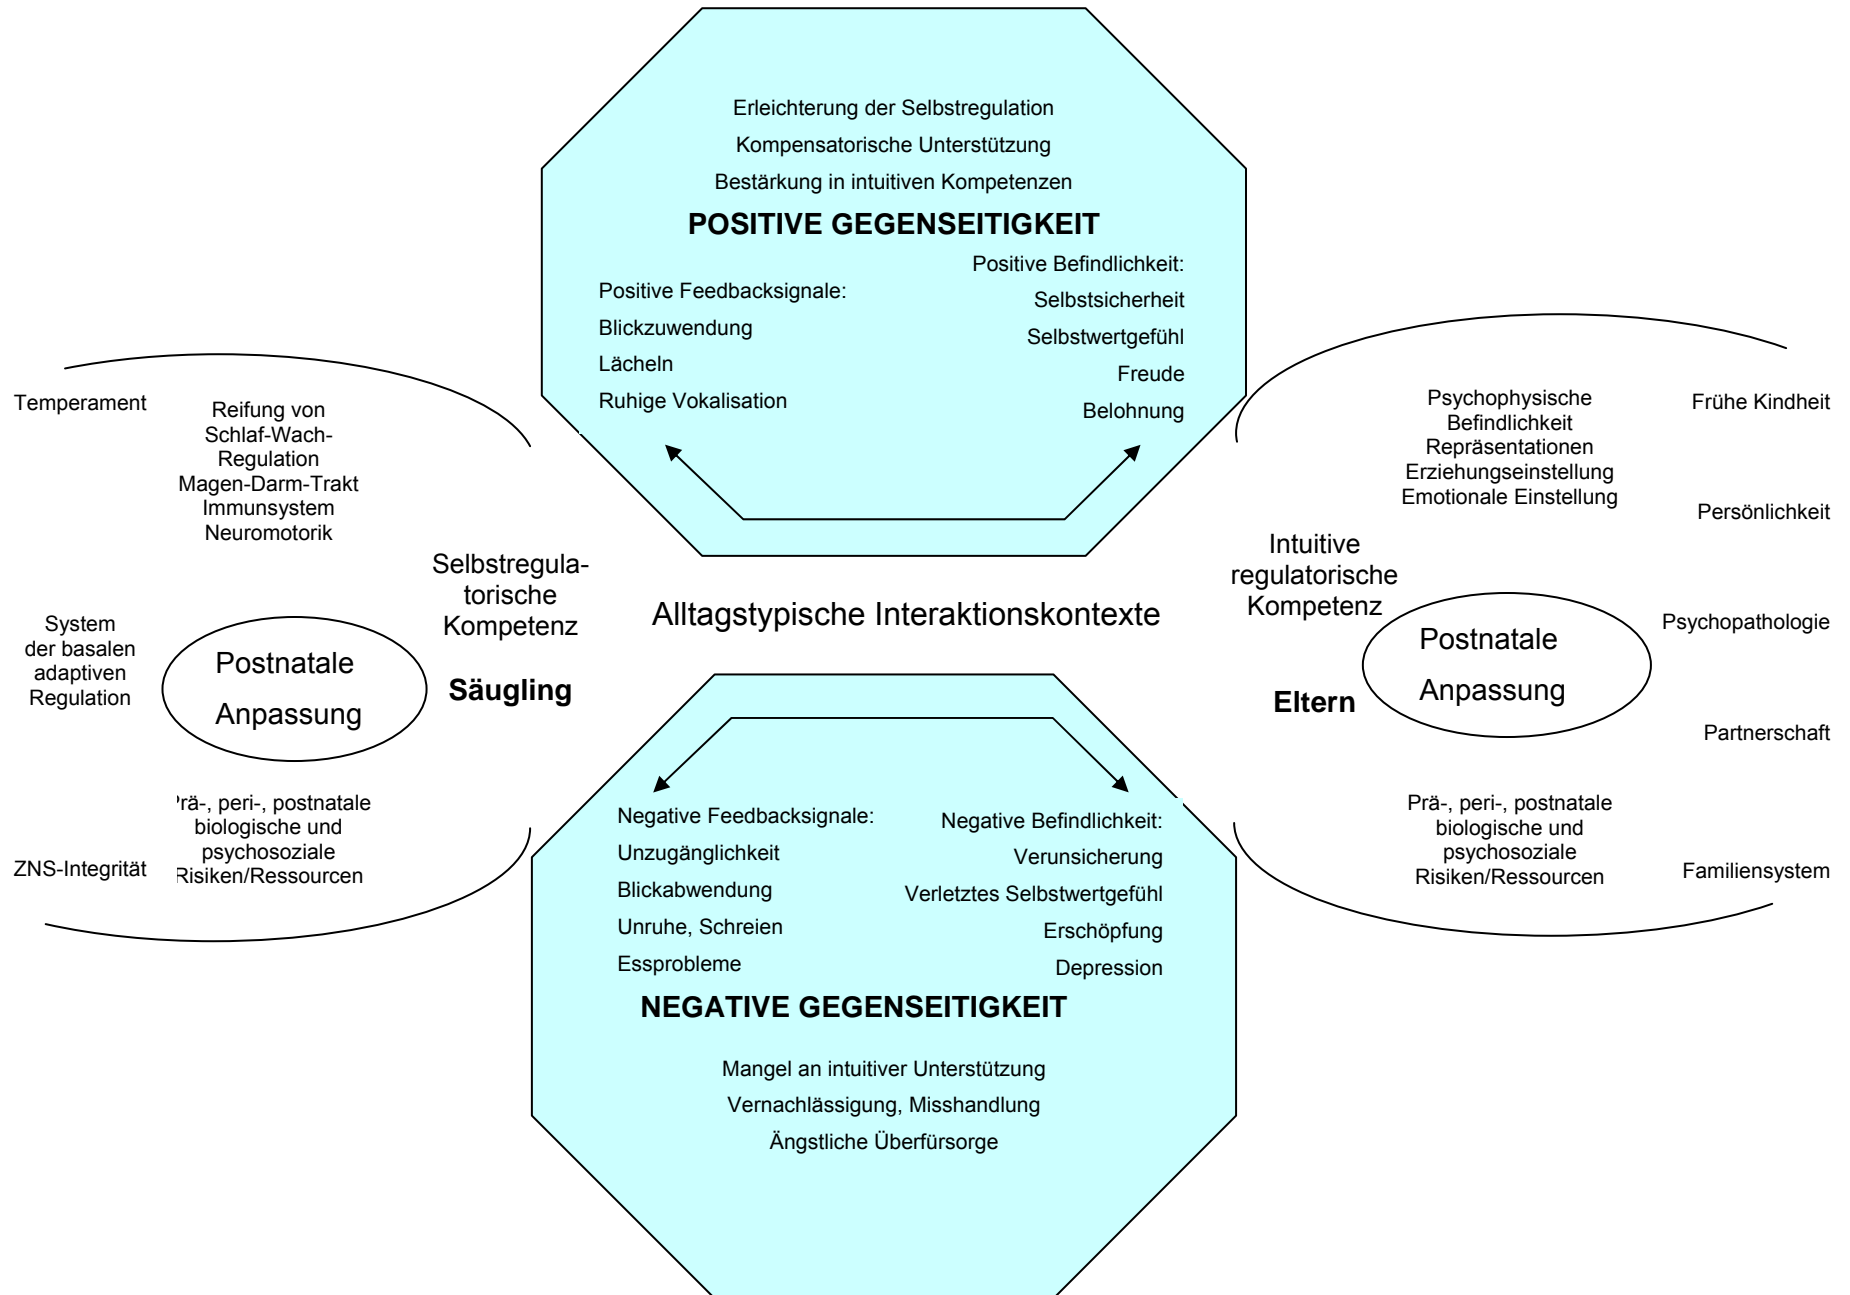 Erleichterung der Selbstregulation
Kompensatorische Unterstützung
Bestärkung in intuitiven Kompetenzen
POSITIVE GEGENSEITIGKEIT
Positive Feedbacksignale:
Blickzuwendung
Lächeln
Ruhige Vokalisation
Positive Befindlichkeit:
Selbstsicherheit
Selbstwertgefühl
Freude
Belohnung
Temperament
System
der basalen
adaptiven
Regulation
ZNS-Integrität
Reifung von
Schlaf-Wach-
Regulation
Magen-Darm-Trakt
Immunsystem
Neuromotorik
Postnatale
Anpassung
Prä-, peri-, postnatale
biologische und
psychosoziale
Risiken/Ressourcen
Selbstregula-
torische
Kompetenz
Säugling
Alltagstypische Interaktionskontexte
Intuitive
regulatorische
Kompetenz
Eltern
Psychophysische
Befindlichkeit
Repräsentationen
Erziehungseinstellung
Emotionale Einstellung
Postnatale
Anpassung
Prä-, peri-, postnatale
biologische und
psychosoziale
Risiken/Ressourcen
Frühe Kindheit
Persönlichkeit
Psychopathologie
Partnerschaft
Familiensystem
Negative Feedbacksignale:
Unzugänglichkeit
Blickabwendung
Unruhe, Schreien
Essprobleme
Negative Befindlichkeit:
Verunsicherung
Verletztes Selbstwertgefühl
Erschöpfung
Depression
NEGATIVE GEGENSEITIGKEIT
Mangel an intuitiver Unterstützung
Vernachlässigung, Misshandlung
Ängstliche Überfürsorge